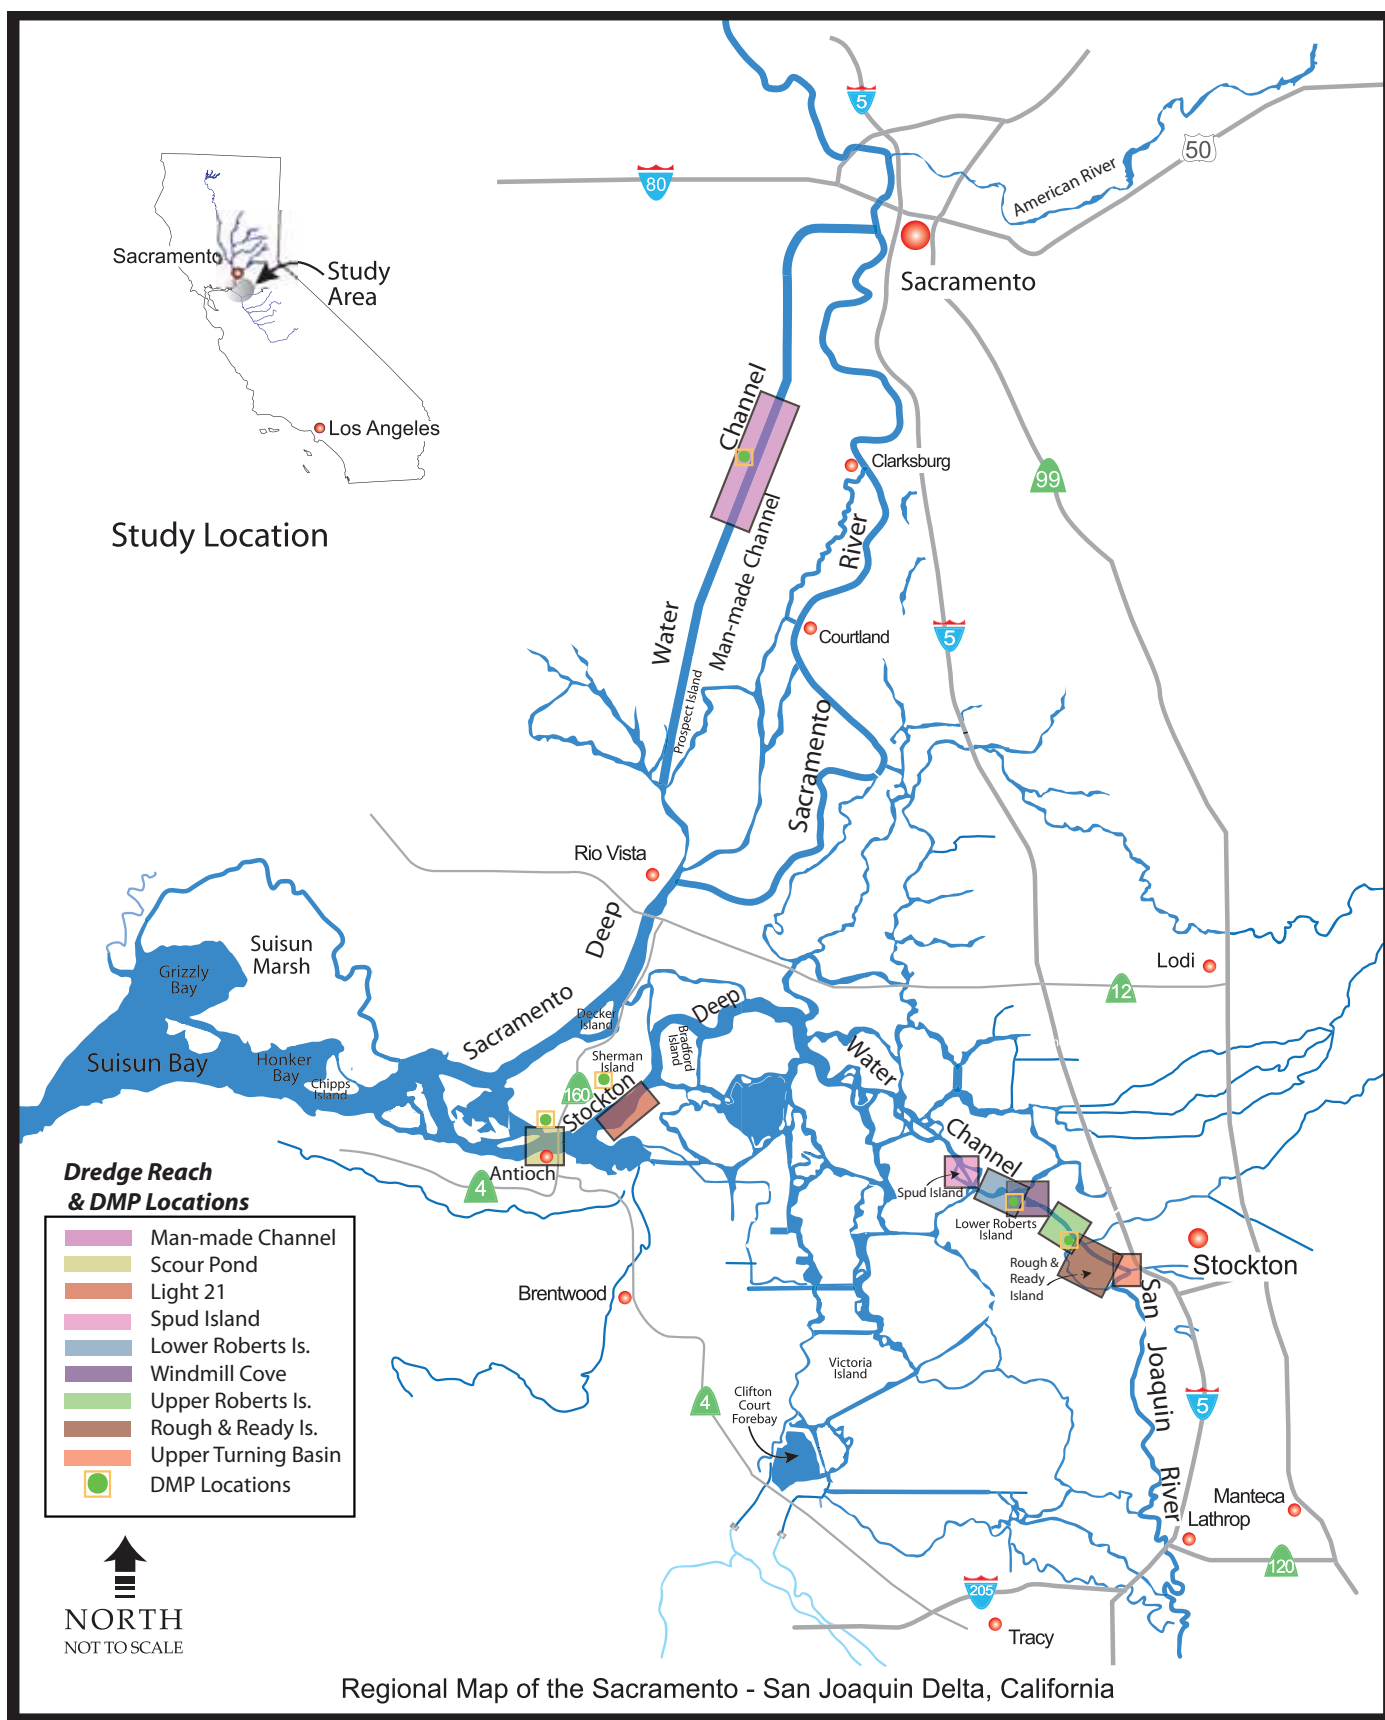 5
80
50
American River
Sacramento
Sacramento
Study
Area
Los Angeles
Study Location
Channel
Clarksburg
99
Man-made Channel
River
Water
Courtland
5
Prospect Island
Sacramento
Rio Vista
Deep
Suisun
Marsh
Grizzly
Bay
Lodi
12
Sacramento
Decker
Island
Deep
Bradford
Island
Water
Suisun Bay
Honker
Bay
Chipps
Island
Sherman
Island
160
Stockton
Channel
Antioch
4
Spud Island
Lower Roberts
Island
Rough &
Ready
Island
Stockton
San
Joaquin
River
Brentwood
Victoria
Island
Clifton
Court
Forebay
4
5
Manteca
Lathrop
120
205
Tracy
Dredge Reach
& DMP Locations
Man-made Channel
Scour Pond
Light 21
Spud Island
Lower Roberts Is.
Windmill Cove
Upper Roberts Is.
Rough & Ready Is.
Upper Turning Basin
DMP Locations
NORTH
NOT TO SCALE
Regional Map of the Sacramento - San Joaquin Delta, California